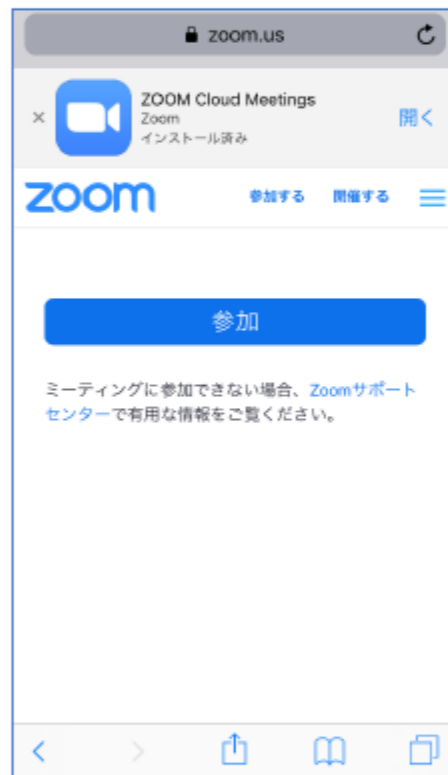 zoom.us
ZOOM Cloud Meetings
Zoom
インストール済み
開く
zoom
参加する
開催する
参加
ミーティングに参加できない場合、Zoomサポート
センターで有用な情報をご覧ください。